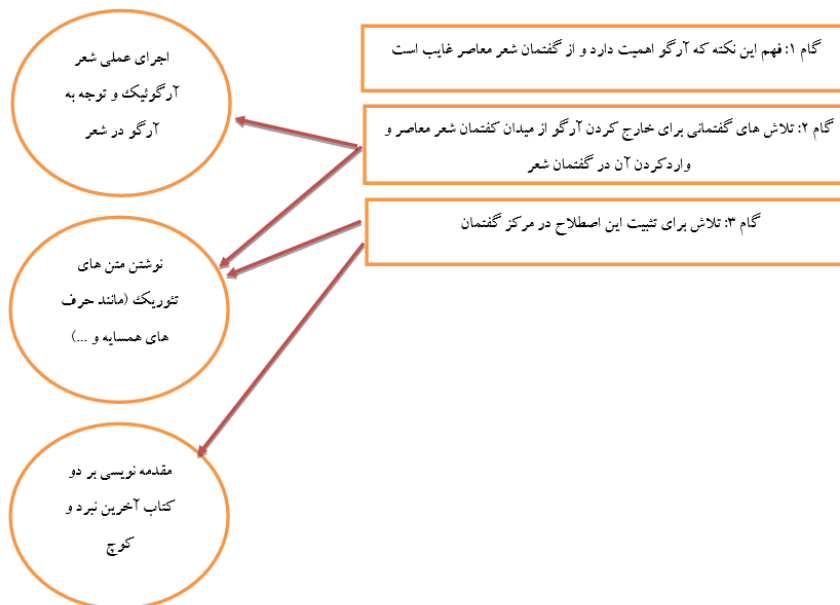 گام ۱: فهم این نکته که آرگو اهمیت دارد و از گفتمان شعر معاصر غایب است
گام ۲: تلاش های گفتمانی برای خارج کردن آرگو از میدان کفتمان شعر معاصر و
واردکردن آن در گفتمان شعر
گام ۳: تلاش برای تثبیت این اصطلاح در مرکز گفتمان
اجرای عملی شعر
آرگوئیک و توجه به
آرگو در شعر
نوشتن متن های
تئوریک (مانند حرف
های همسایه و ...)
مقدمه نویسی بر دو
کتاب آخرین نبرد و
کوچ